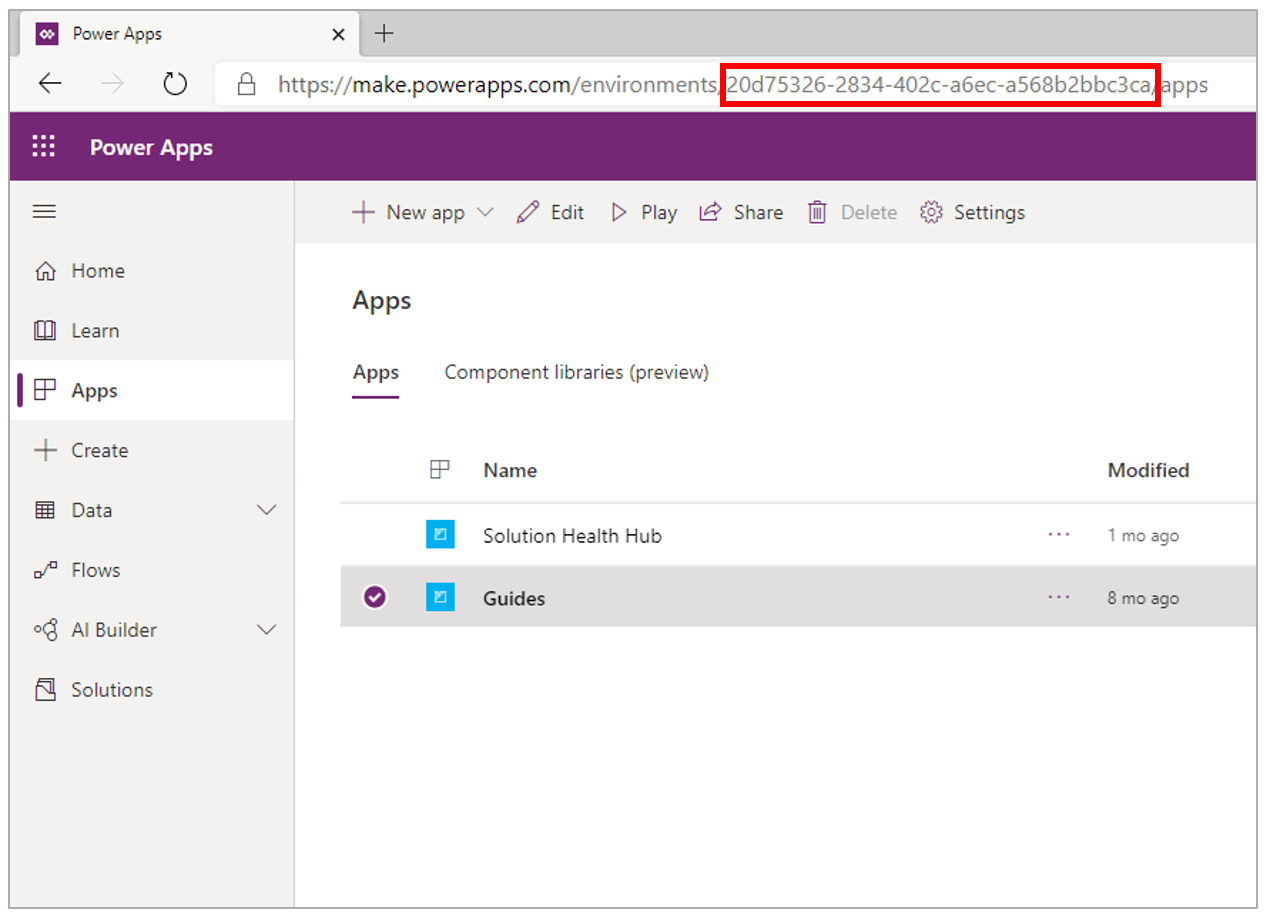 Power Apps
https://make.powerapps.com/environments/20d75326-2834-402c-a6ec-a568b2bbc3ca/apps
Power Apps
New app Edit Play Share Delete Settings
Home
Learn
Apps
Create
Data
Flows
AI Builder
Solutions
Apps
Apps Component libraries (preview)
Name Modified
Solution Health Hub ... 1 mo ago
Guides ... 8 mo ago